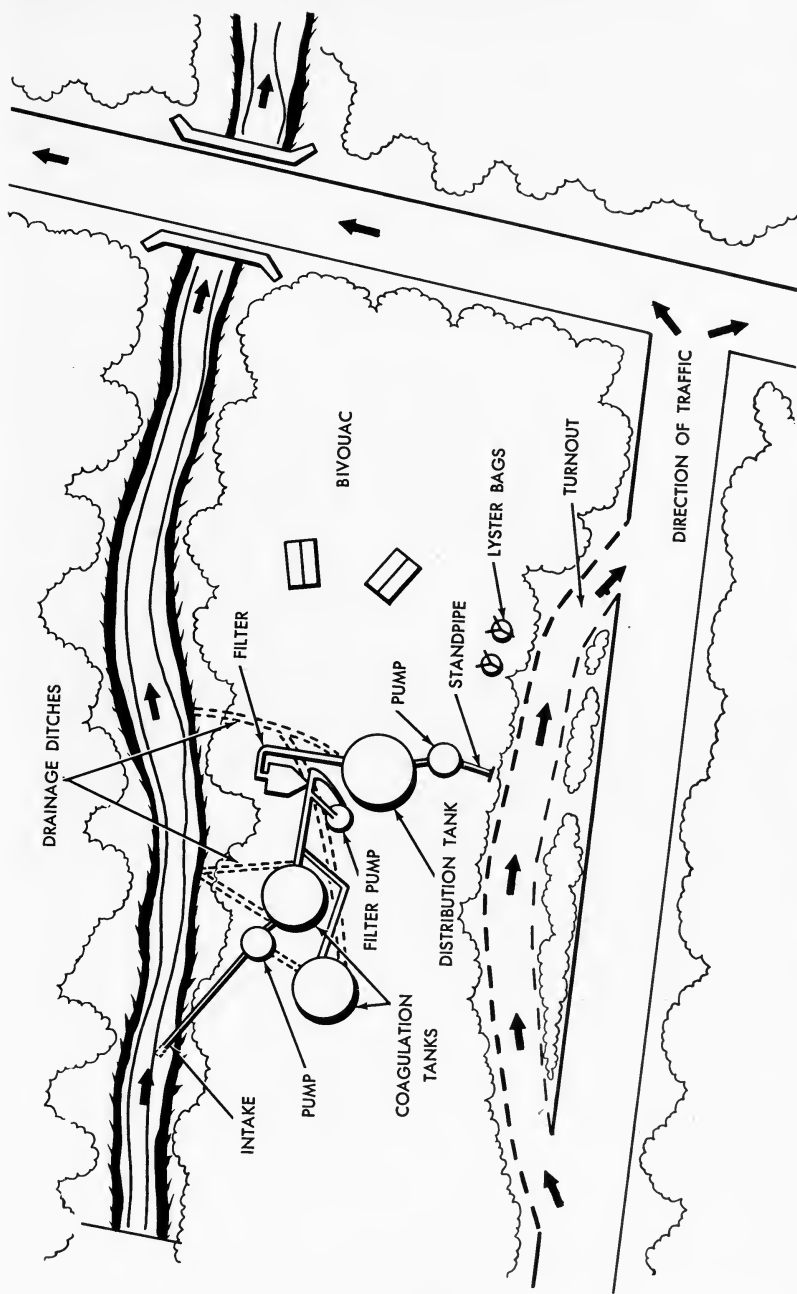 DRAINAGE DITCHES
FILTER
BIVOUAC
INTAKE
PUMP
COAGULATION
TANKS
FILTER PUMP
DISTRIBUTION TANK
PUMP
STANDPIPE
LYSTER BAGS
TURNOUT
DIRECTION OF TRAFFIC